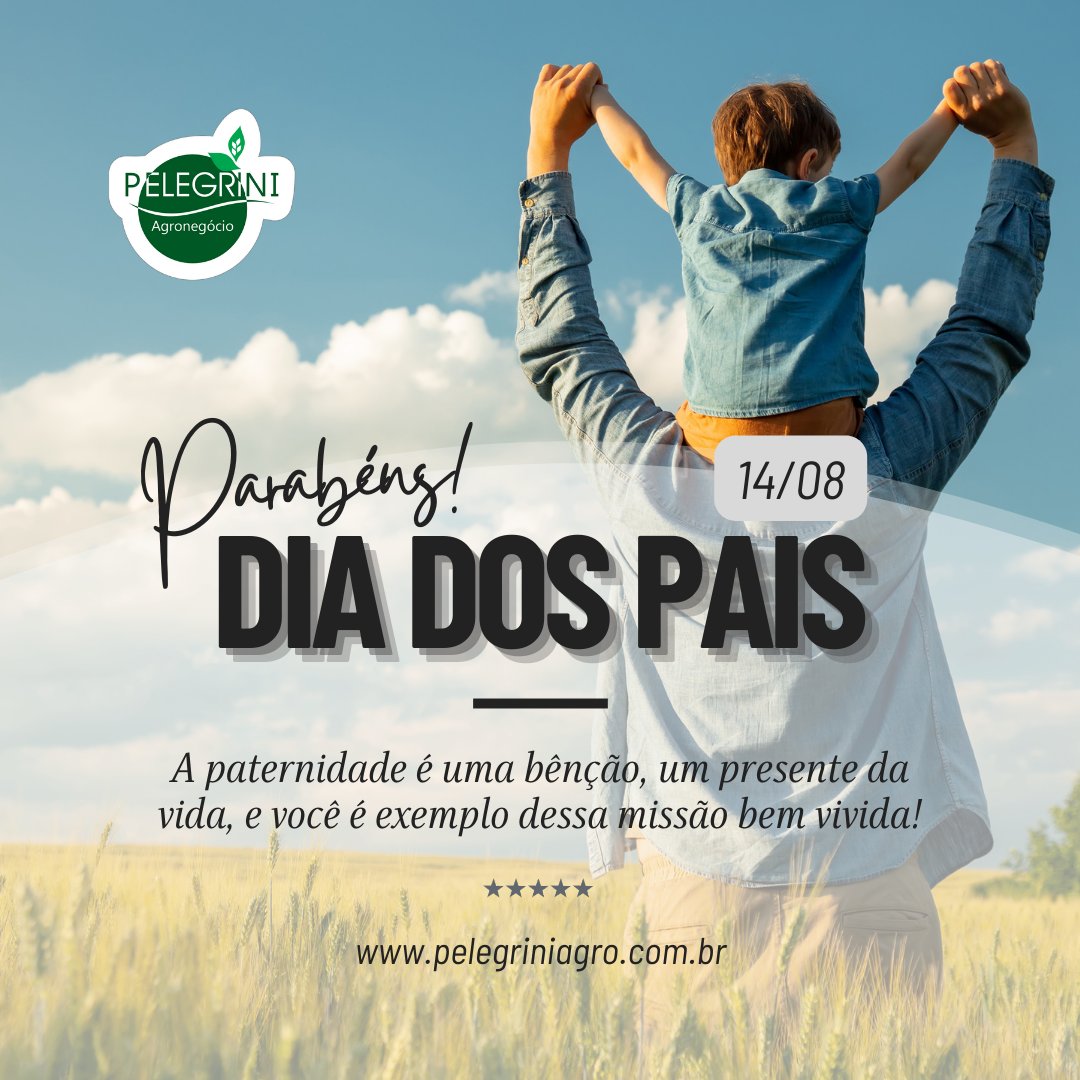 PELEGRINI
Agronegócio
Parabéns!
14/08
DIA DOS PAIS
A paternidade é uma bênção, um presente da
vida, e você é exemplo dessa missão bem vivida!
★★★★★
www.pelegriniagro.com.br